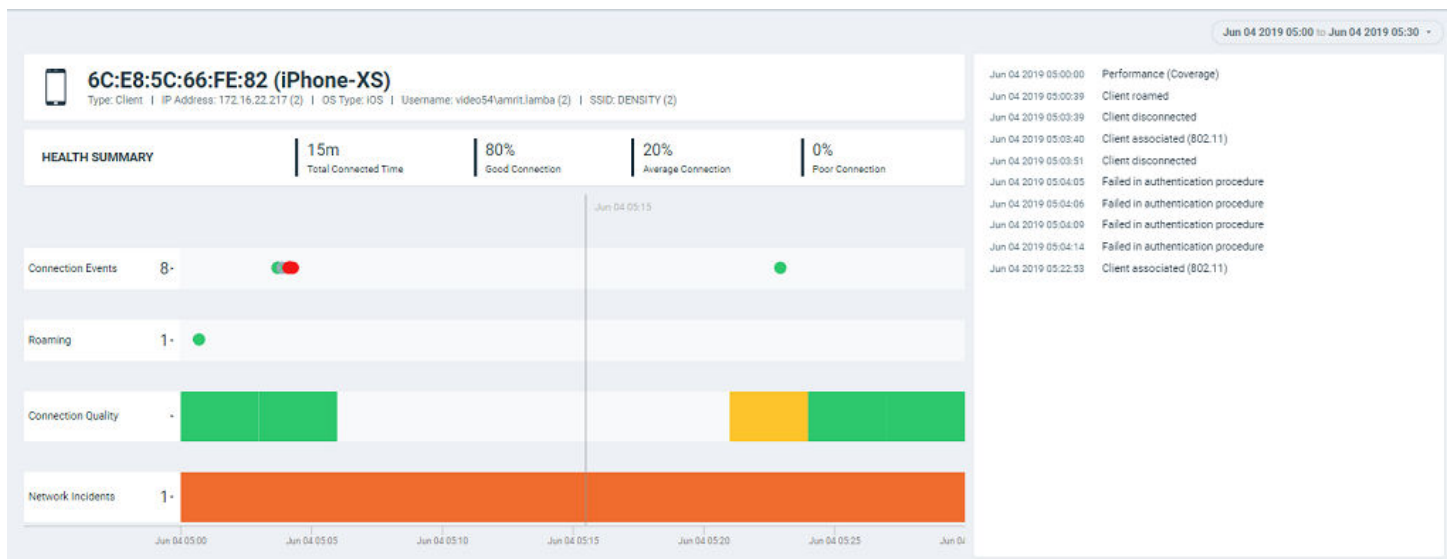 Jun 04 2019 05:00 to Jun 04 2019 05:30
6C:E8:5C:66:FE:82 (iPhone-XS)
Type: Client | IP Address: 172.16.22.217 (2) | OS Type: iOS | Username: video54\amrit.lamba (2) | SSID: DENSITY (2)
HEALTH SUMMARY
15m
Total Connected Time
80%
Good Connection
20%
Average Connection
0%
Poor Connection
Jun 04 05:15
Connection Events 8-
Roaming 1-
Connection Quality -
Network Incidents 1-
Jun 04 05:00 Jun 04 05:05 Jun 04 05:10 Jun 04 05:15 Jun 04 05:20 Jun 04 05:25 Jun 04
Jun 04 2019 05:00:00 Performance (Coverage)
Jun 04 2019 05:00:39 Client roamed
Jun 04 2019 05:03:39 Client disconnected
Jun 04 2019 05:03:40 Client associated (802.11)
Jun 04 2019 05:03:51 Client disconnected
Jun 04 2019 05:04:05 Failed in authentication procedure
Jun 04 2019 05:04:06 Failed in authentication procedure
Jun 04 2019 05:04:09 Failed in authentication procedure
Jun 04 2019 05:04:14 Failed in authentication procedure
Jun 04 2019 05:22:53 Client associated (802.11)